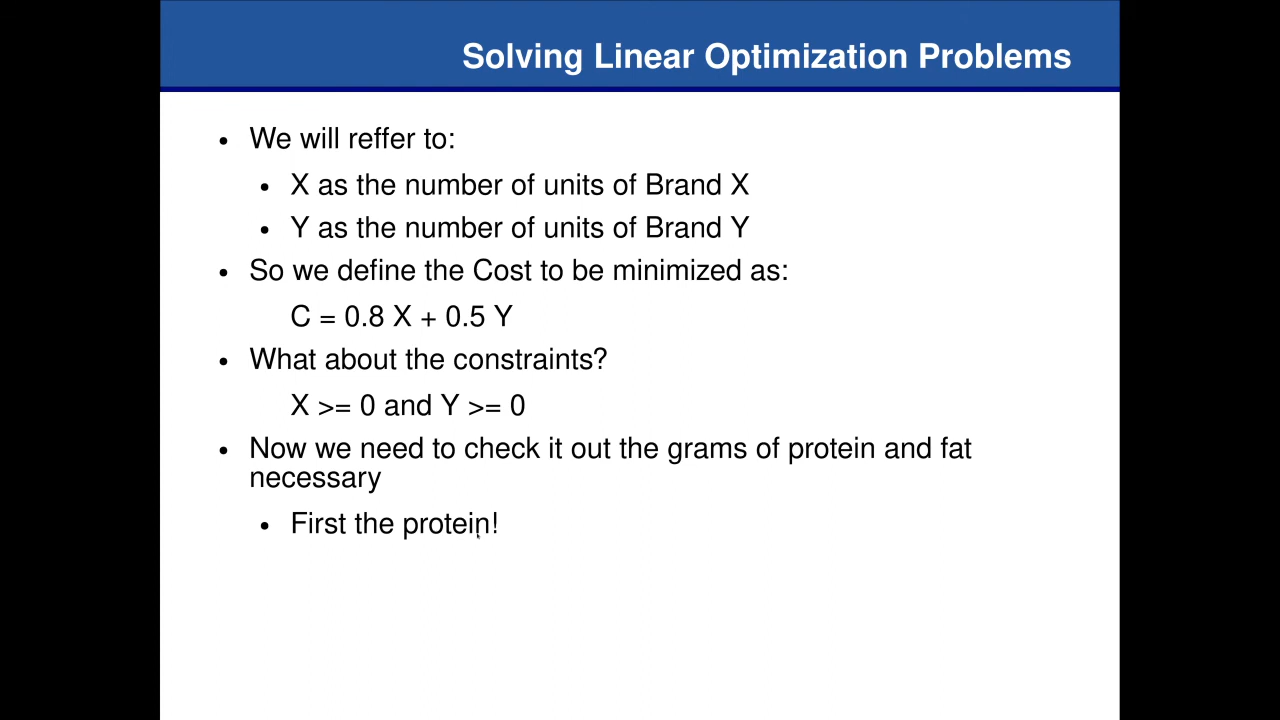 Solving Linear Optimization Problems
• We will reffer to:
• X as the number of units of Brand X
• Y as the number of units of Brand Y
• So we define the Cost to be minimized as:
C = 0.8 X + 0.5 Y
• What about the constraints?
X >= 0 and Y >= 0
• Now we need to check it out the grams of protein and fat
necessary
• First the protein!